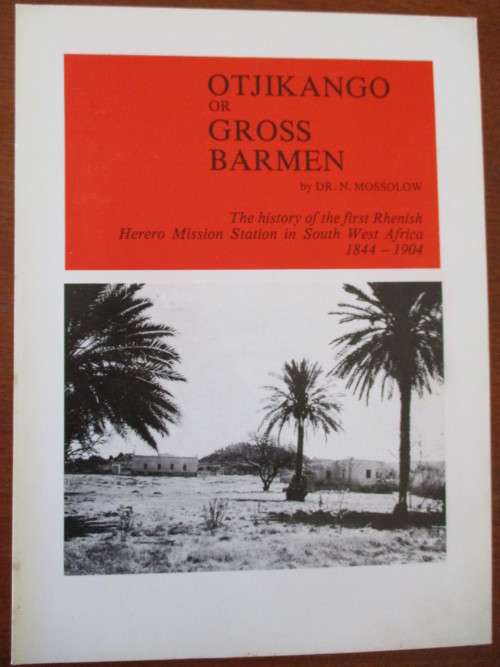 OTJIKANGO
OR
GROSS
BARMEN
by DR. N. MOSSOLOW
The history of the first Rhenish
Herero Mission Station in South West Africa
1844 – 1904